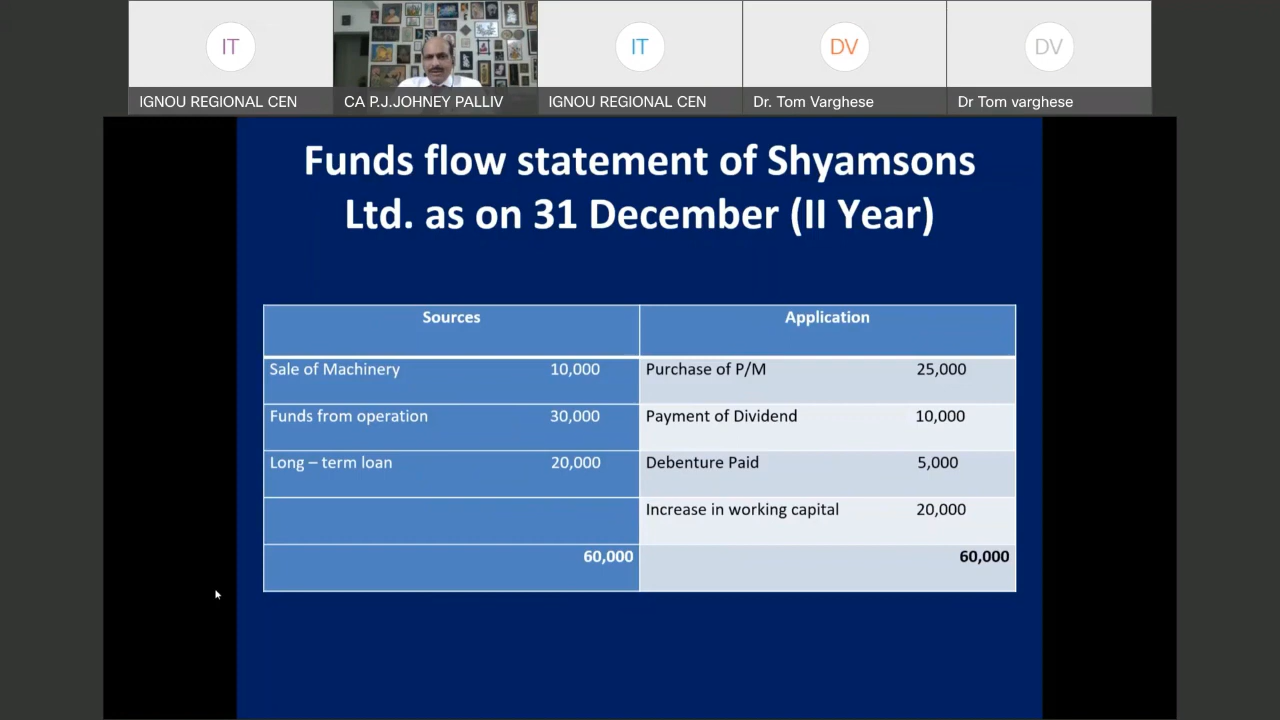 IT
IT
DV
DV
IGNOU REGIONAL CEN
CA P.J.JOHNEY PALLIV
IGNOU REGIONAL CEN
Dr. Tom Varghese
Dr Tom varghese
Funds flow statement of Shyamsons
Ltd. as on 31 December (II Year)
Sources Application
Sale of Machinery 10,000 Purchase of P/M 25,000
Funds from operation 30,000 Payment of Dividend 10,000
Long – term loan 20,000 Debenture Paid 5,000
Increase in working capital 20,000
60,000 60,000